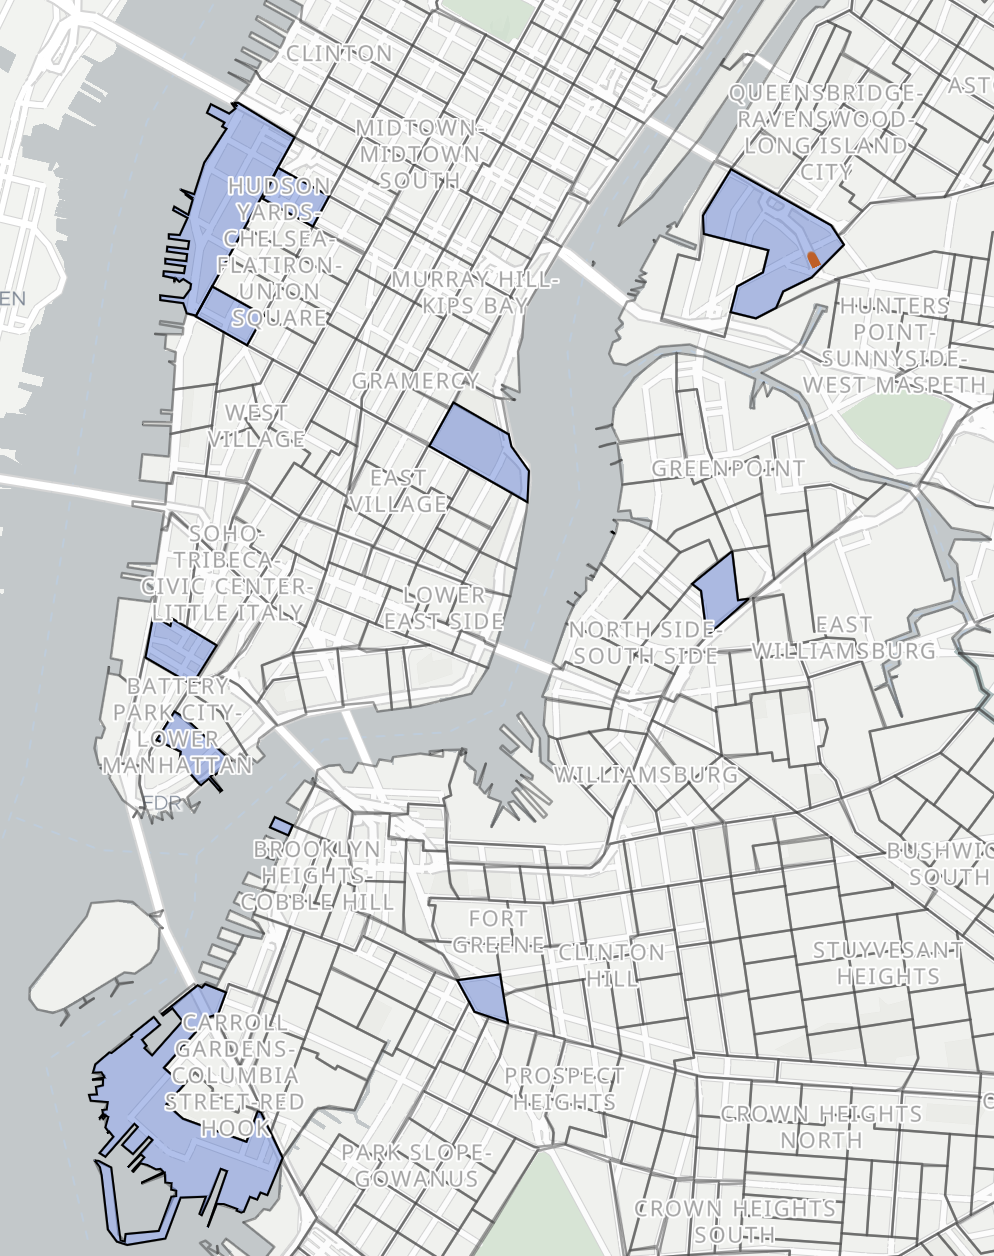 CLINTON
QUEENSBRIDGE-
RAVENSWOOD-
LONG ISLAND
CITY
AST
MIDTOWN-
MIDTOWN
SOUTH
HUDSON
YARDS-
CHELSEA-
FLATIRON-
UNION
SQUARE
MURRAY HILL-
KIPS BAY
EN
HUNTERS
POINT-
SUNNYSIDE-
WEST MASPETH
GRAMERCY
WEST
VILLAGE
EAST
VILLAGE
GREENPOINT
SOHO-
TRIBECA-
CIVIC CENTER-
LITTLE ITALY
LOWER
EAST SIDE
NORTH SIDE-
SOUTH SIDE
EAST
WILLIAMSBURG
BATTERY
PARK CITY-
LOWER
MANHATTAN
FDR
WILLIAMSBURG
BROOKLYN
HEIGHTS-
COBBLE HILL
BUSHWIC
SOUTH
FORT
GREENE
CLINTON
HILL
STUYVESANT
HEIGHTS
CARROLL
GARDENS-
COLUMBIA
STREET-RED
HOOK
PROSPECT
HEIGHTS
CROWN HEIGHTS
NORTH
PARK SLOPE-
GOWANUS
CROWN HEIGHTS
SOUTH